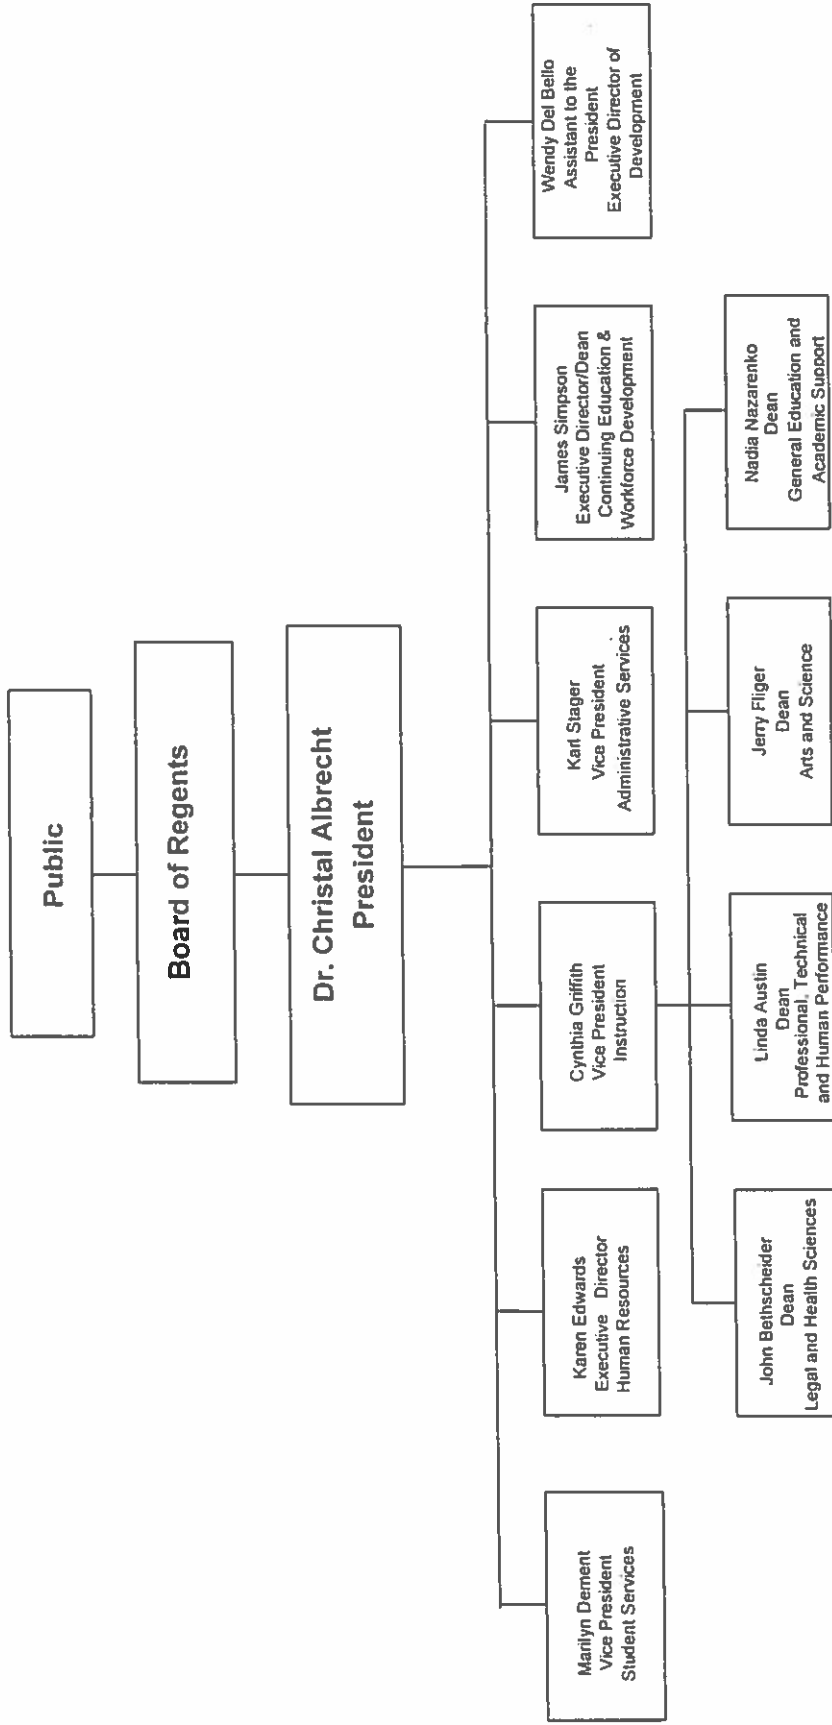 Public
Board of Regents
Dr. Christal Albrecht
President
Marilyn Dement
Vice President
Student Services
Karen Edwards
Executive Director
Human Resources
Cynthia Griffith
Vice President
Instruction
Karl Stager
Vice President
Administrative Services
James Simpson
Executive Director/Dean
Continuing Education &
Workforce Development
Wendy Del Bello
Assistant to the
President
Executive Director of
Development
John Bethscheider
Dean
Legal and Health Sciences
Linda Austin
Dean
Professional, Technical
and Human Performance
Jerry Fliger
Dean
Arts and Science
Nadia Nazarenko
Dean
General Education and
Academic Support